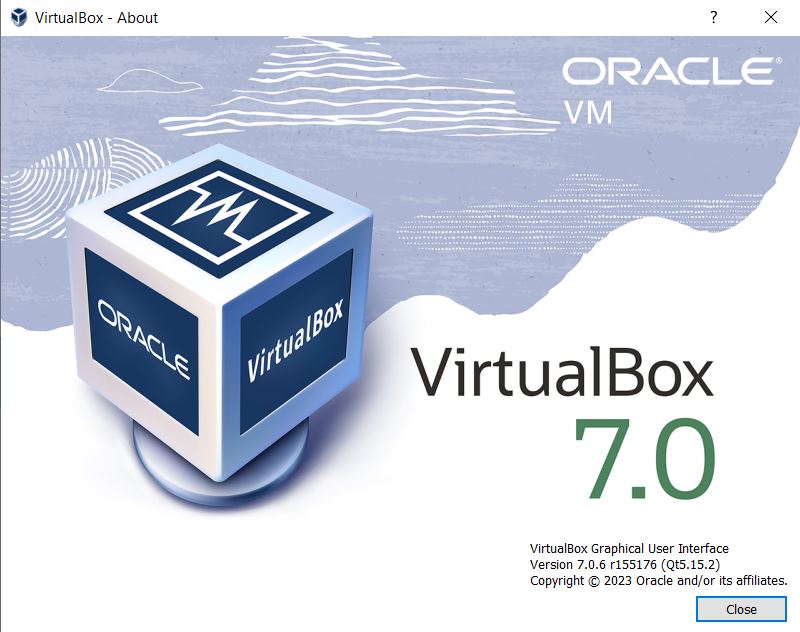 VirtualBox - About
?
ORACLE®
VM
ORACLE
VirtualBox
VirtualBox
7.0
VirtualBox Graphical User Interface
Version 7.0.6 r155176 (Qt5.15.2)
Copyright © 2023 Oracle and/or its affiliates.
Close